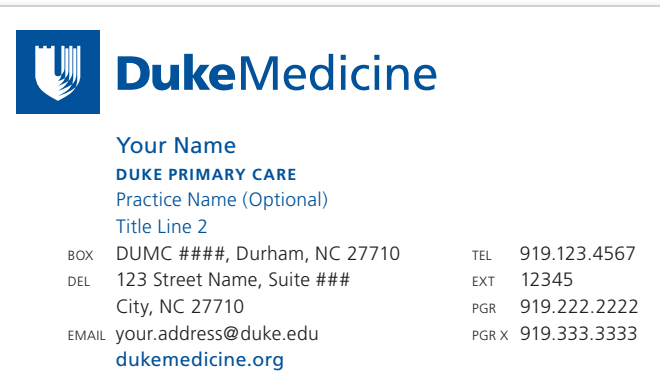 DukeMedicine
Your Name
DUKE PRIMARY CARE
Practice Name (Optional)
Title Line 2
BOX DUMC ####, Durham, NC 27710 TEL 919.123.4567
DEL 123 Street Name, Suite ### EXT 12345
City, NC 27710 PGR 919.222.2222
EMAIL your.address@duke.edu PGR X 919.333.3333
dukemedicine.org